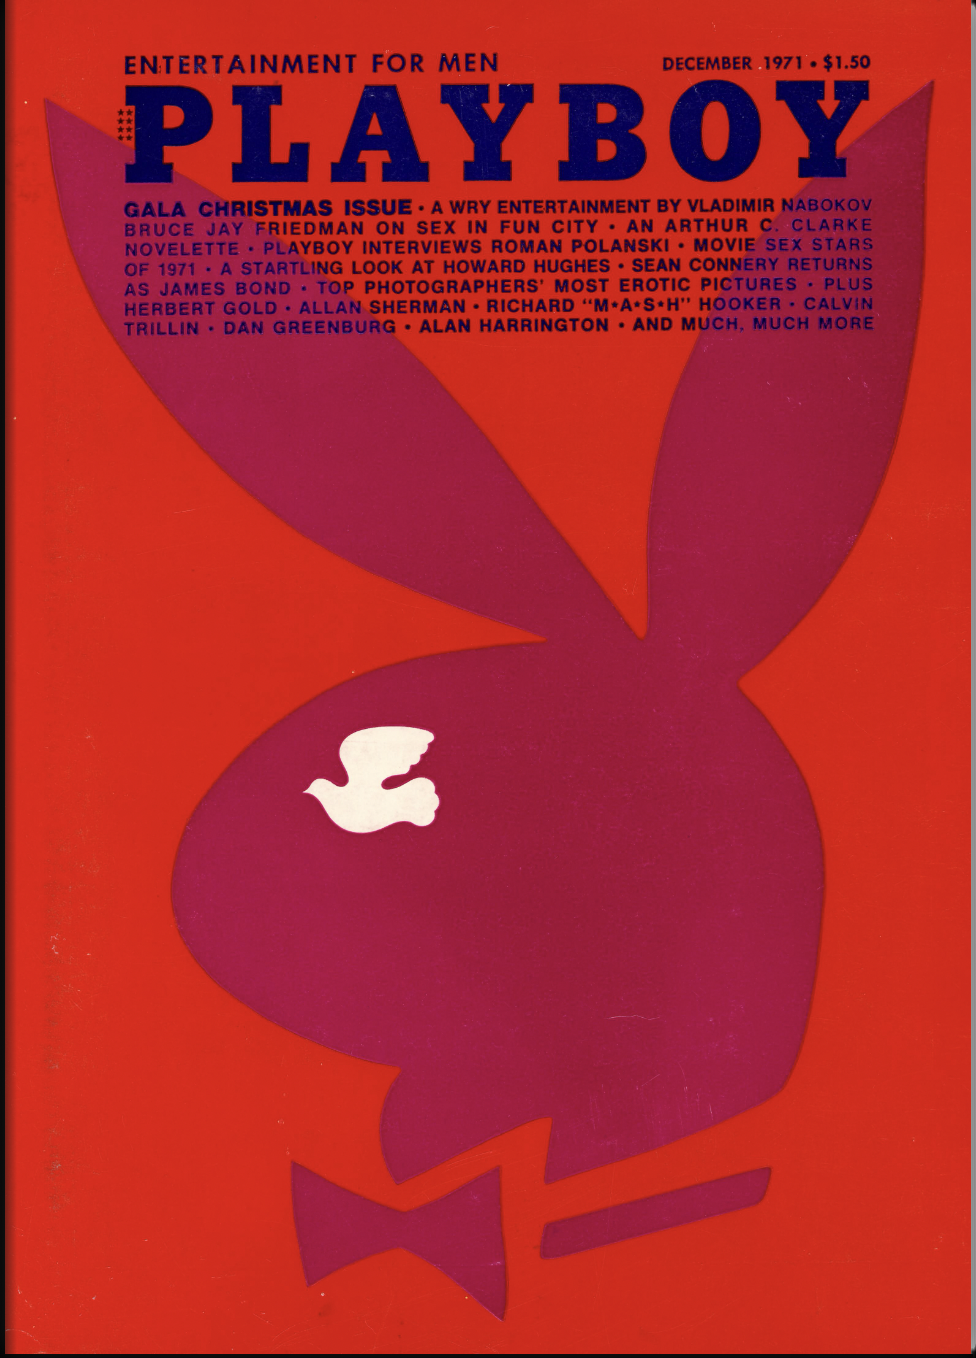 ENTERTAINMENT FOR MEN
DECEMBER 1971 • $1.50
PLAYBOY
GALA CHRISTMAS ISSUE • A WRY ENTERTAINMENT BY VLADIMIR NABOKOV
BRUCE JAY FRIEDMAN ON SEX IN FUN CITY • AN ARTHUR C. CLARKE
NOVELETTE • PLAYBOY INTERVIEWS ROMAN POLANSKI • MOVIE SEX STARS
OF 1971 • A STARTLING LOOK AT HOWARD HUGHES • SEAN CONNERY RETURNS
AS JAMES BOND • TOP PHOTOGRAPHERS' MOST EROTIC PICTURES • PLUS
HERBERT GOLD • ALLAN SHERMAN • RICHARD "M★A★S★H" HOOKER • CALVIN
TRILLIN • DAN GREENBURG • ALAN HARRINGTON • AND MUCH, MUCH MORE